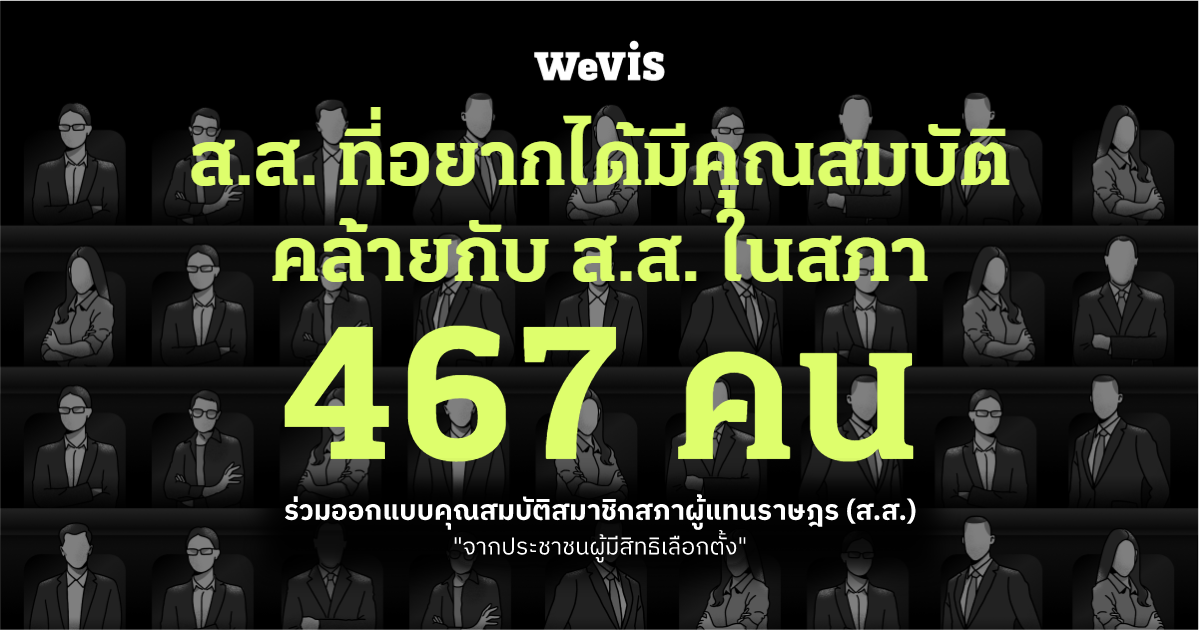 WeVIS
ส.ส. ที่อยากได้มีคุณสมบัติ
คล้ายกับ ส.ส. ในสภา
467 คน
ร่วมออกแบบคุณสมบัติสมาชิกสภาผู้แทนราษฎร (ส.ส.)
"จากประชาชนผู้มีสิทธิเลือกตั้ง"